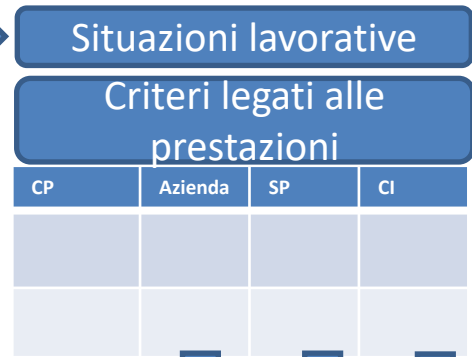 Situazioni lavorative
Criteri legati alle
prestazioni
CP Azienda SP CI